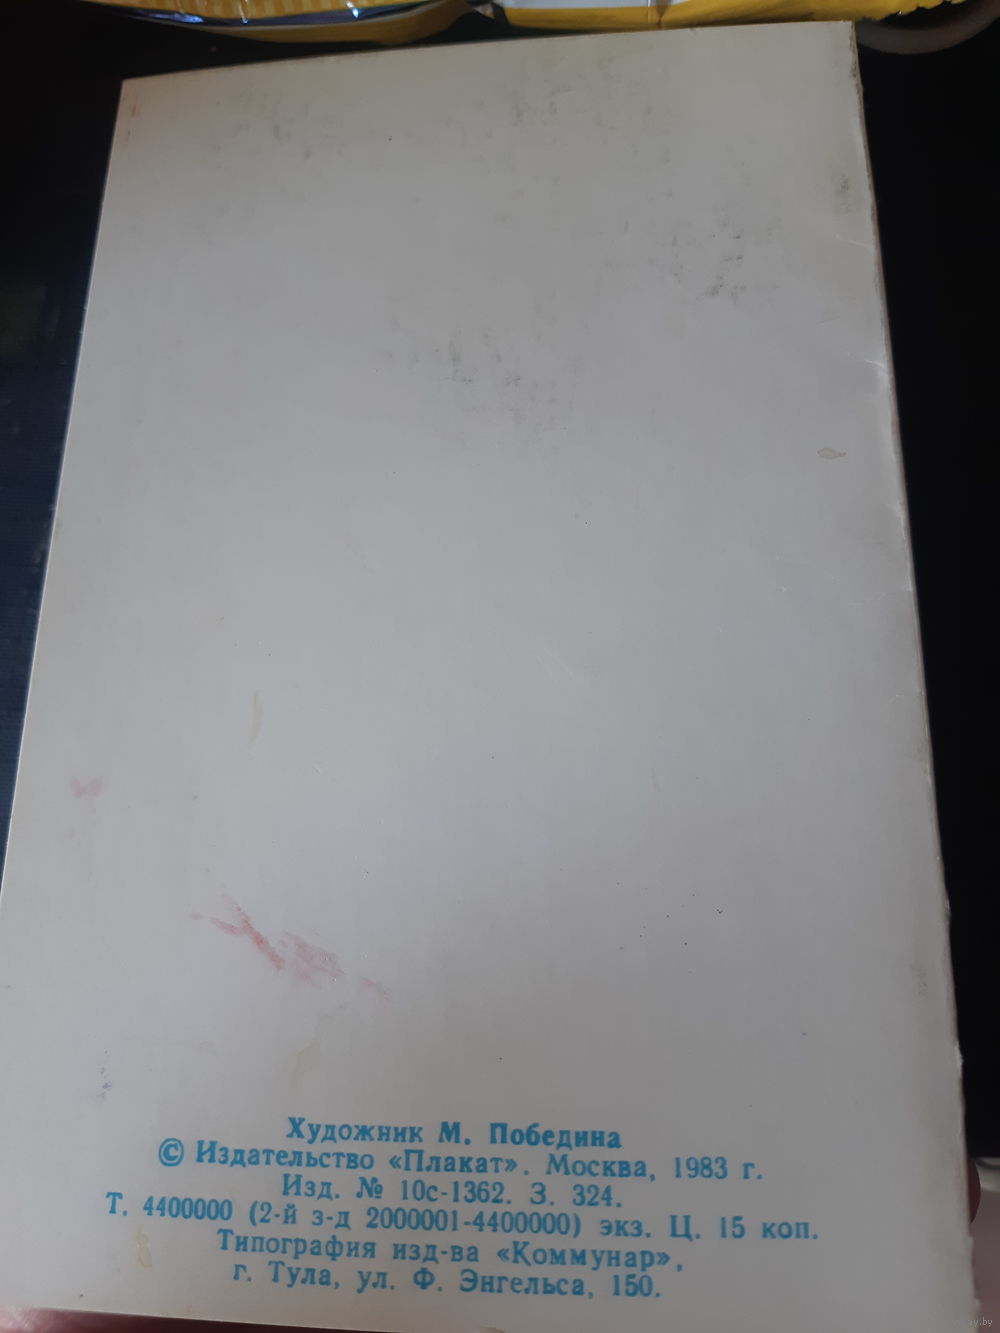 Художник М. Победина
© Издательство «Плакат». Москва, 1983 г.
Изд. № 10с-1362. З. 324.
Т. 4400000 (2-й з-д 2000001-4400000) экз. Ц. 15 коп.
Типография изд-ва «Коммунар»,
г. Тула, ул. Ф. Энгельса, 150.